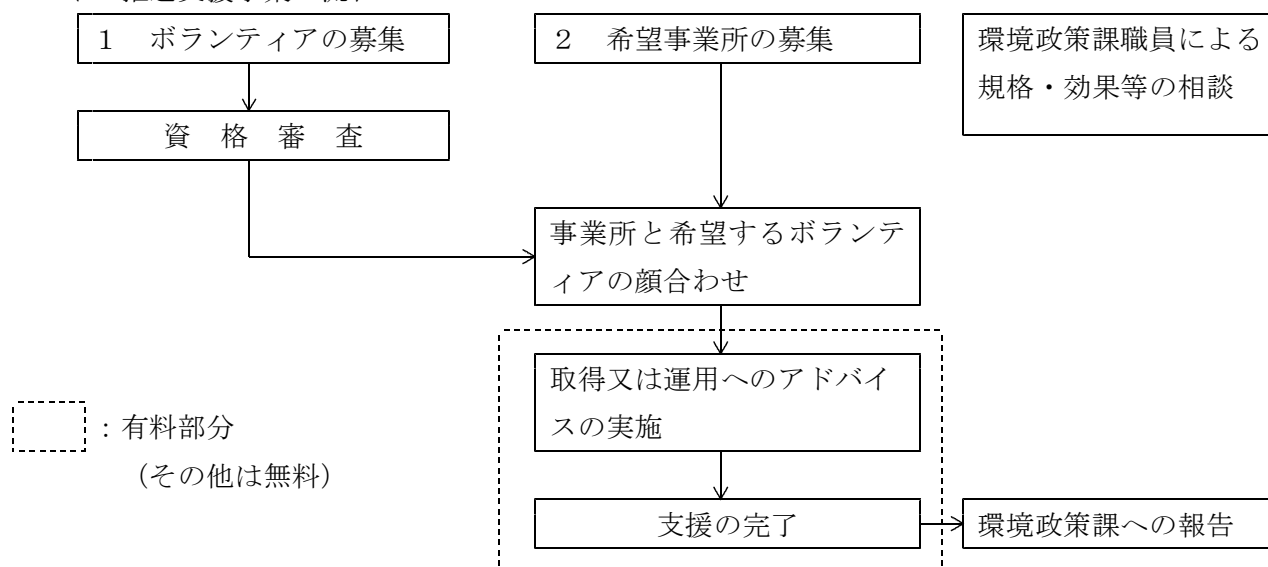 1　ボランティアの募集
2　希望事業所の募集
環境政策課職員による
規格・効果等の相談
資　格　審　査
事業所と希望するボランテ
ィアの顔合わせ
取得又は運用へのアドバイ
スの実施
：有料部分
（その他は無料）
支援の完了
環境政策課への報告